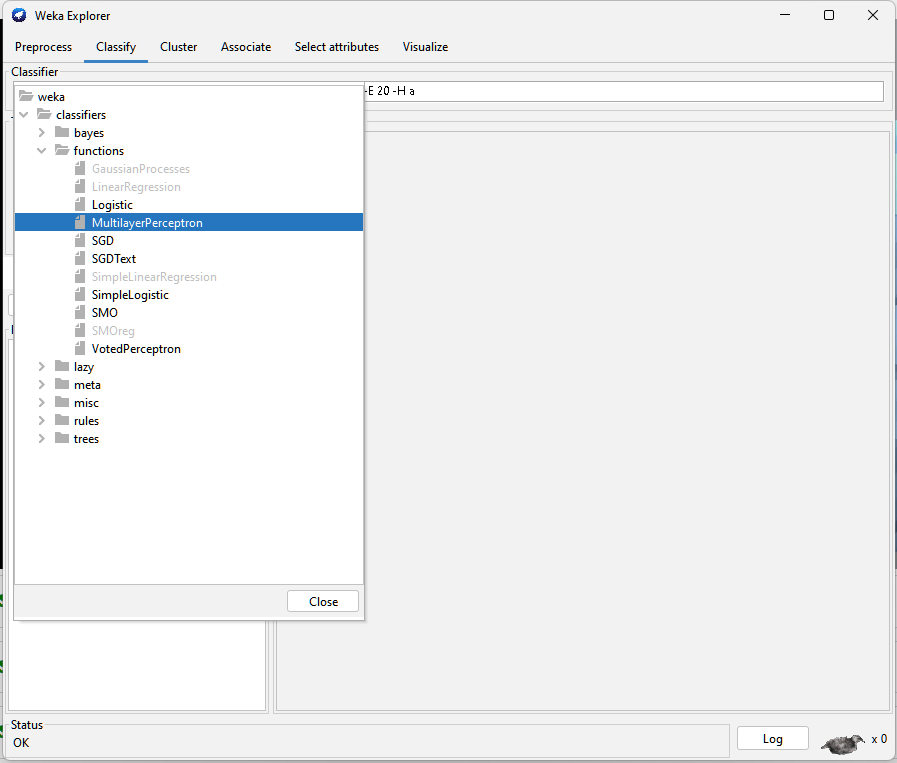 Weka Explorer
Preprocess Classify Cluster Associate Select attributes Visualize
Classifier
-E 20 -H a
weka
classifiers
bayes
functions
GaussianProcesses
LinearRegression
Logistic
MultilayerPerceptron
SGD
SGDText
SimpleLinearRegression
SimpleLogistic
SMO
SMOreg
VotedPerceptron
lazy
meta
misc
rules
trees
Close
Status
OK
Log
x 0